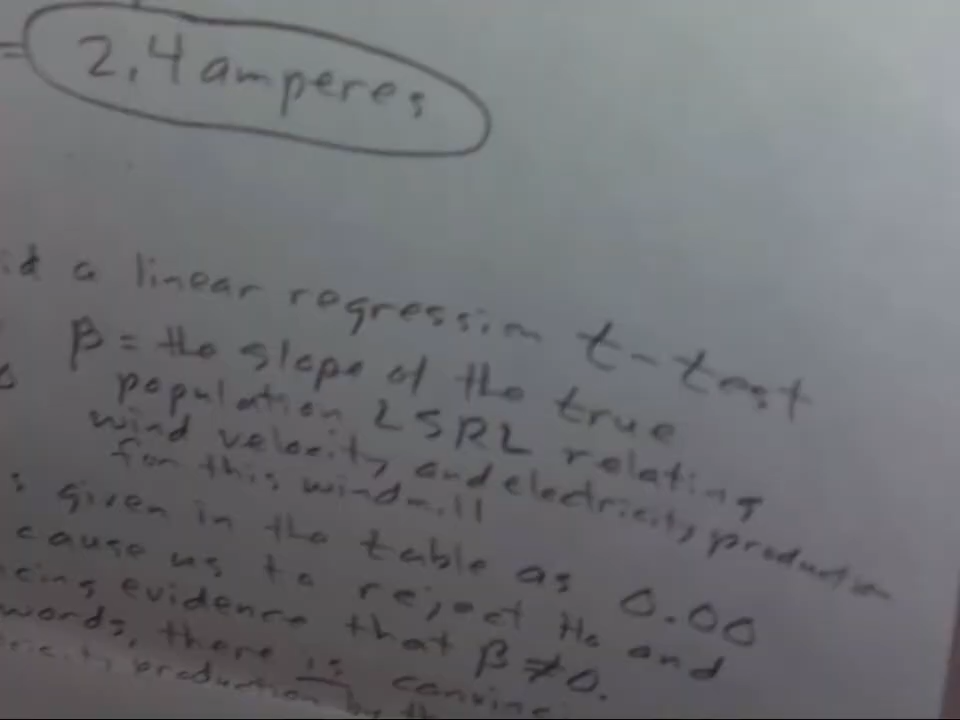 = 2.4 amperes
a linear regression t-test
β = the slope of the true
population LSRL relating
wind velocity and electricity production
for this windmill
given in the table as 0.00
cause us to reject Ho and
evidence that β ≠ 0.
words, there is
production by